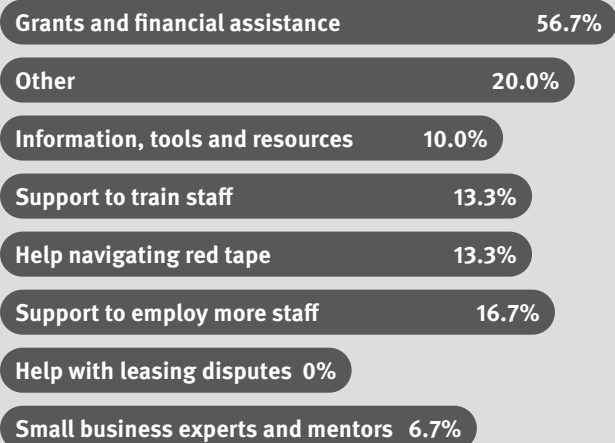 Grants and financial assistance 56.7%
Other 20.0%
Information, tools and resources 10.0%
Support to train staff 13.3%
Help navigating red tape 13.3%
Support to employ more staff 16.7%
Help with leasing disputes 0%
Small business experts and mentors 6.7%